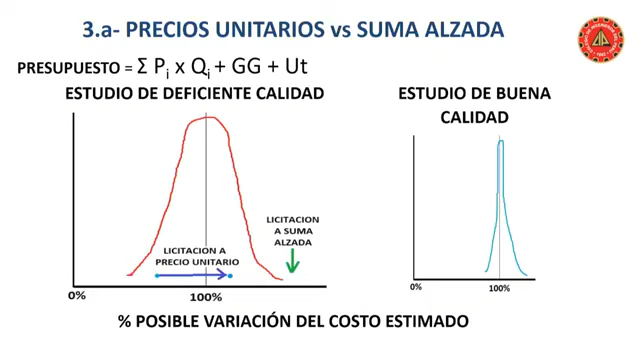 3.a- PRECIOS UNITARIOS vs SUMA ALZADA
PRESUPUESTO = Σ Pi x Qi + GG + Ut
ESTUDIO DE DEFICIENTE CALIDAD
LICITACION A
PRECIO UNITARIO
LICITACION
A SUMA
ALZADA
0%
100%
ESTUDIO DE BUENA
CALIDAD
0%
100%
% POSIBLE VARIACIÓN DEL COSTO ESTIMADO